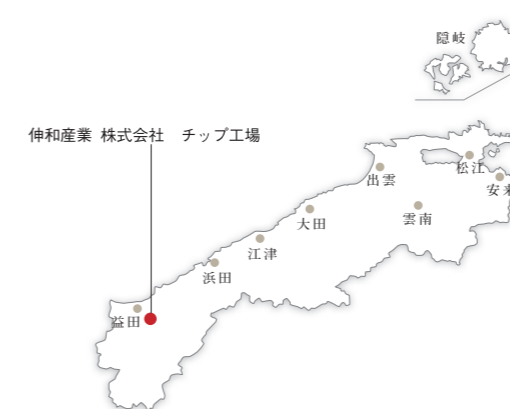 隠岐
伸和産業 株式会社　チップ工場
松江
出雲
安来
雲南
大田
江津
浜田
益田